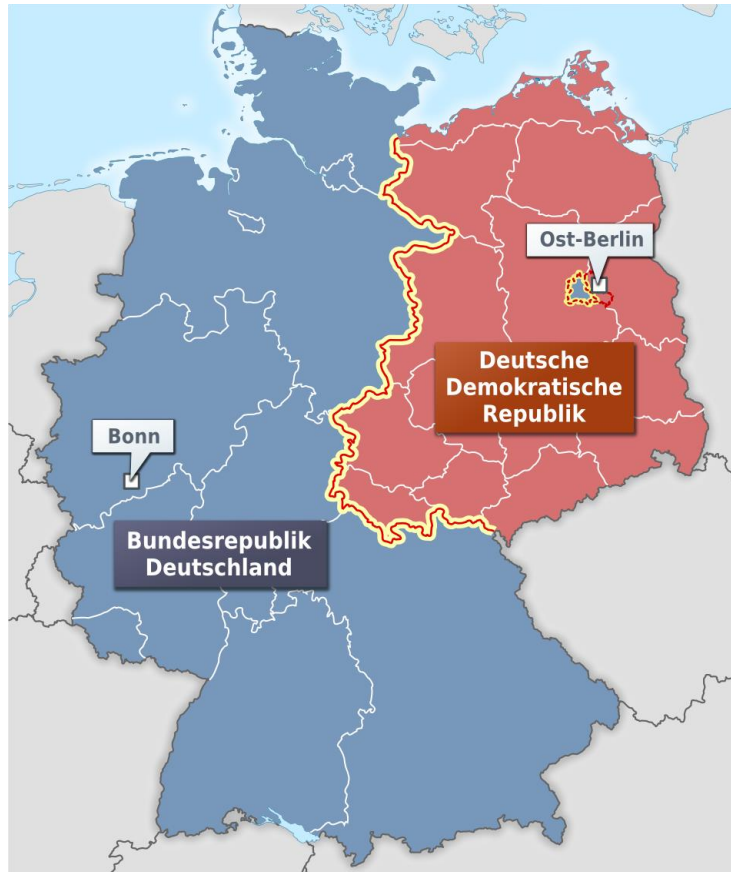 Ost-Berlin
Deutsche
Demokratische
Republik
Bonn
Bundesrepublik
Deutschland